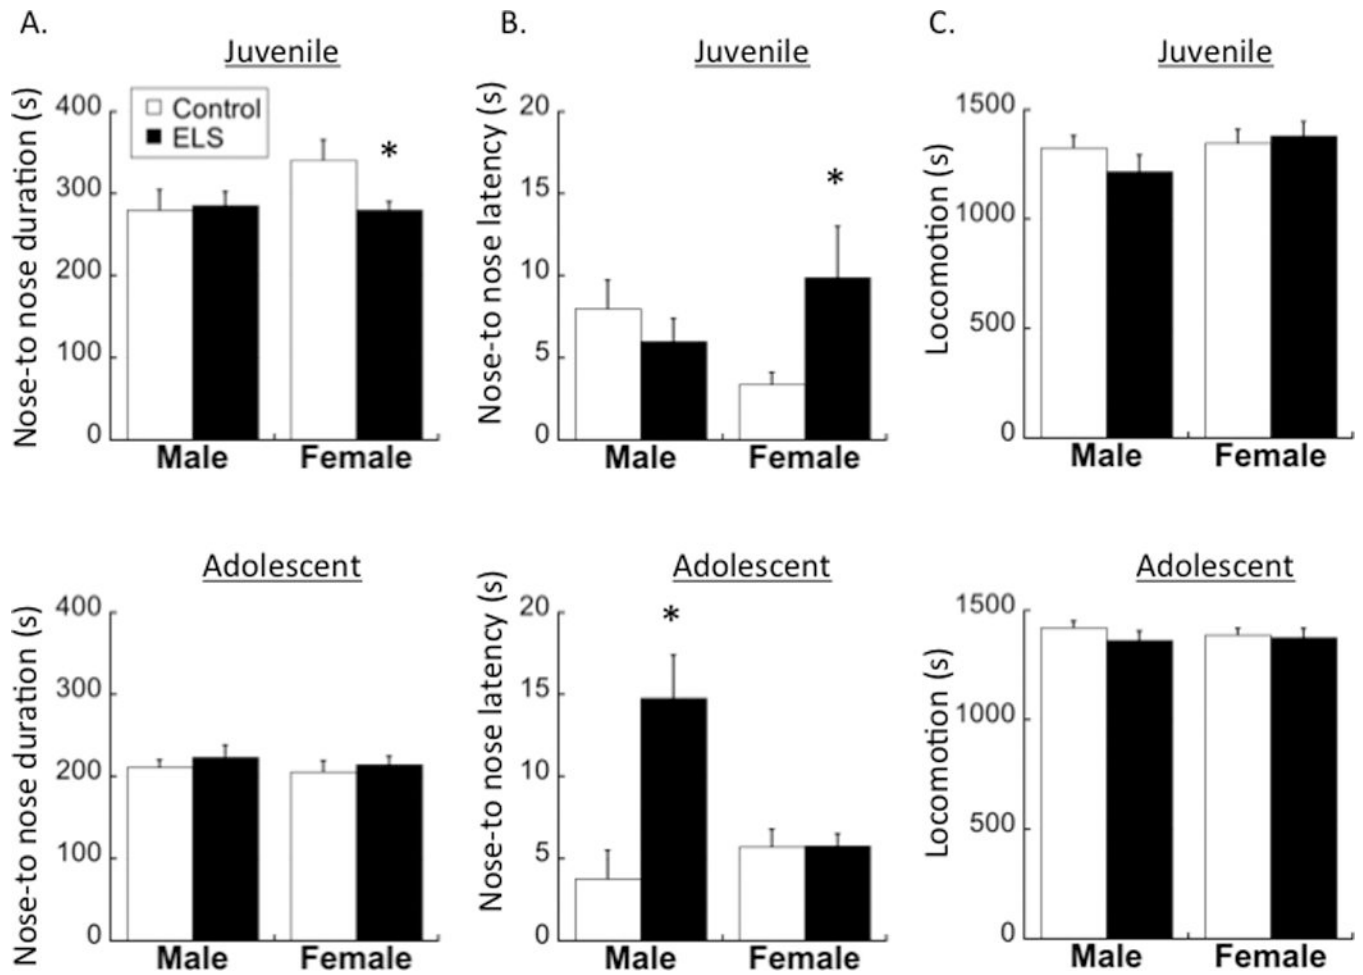 A.
Juvenile
Nose-to nose duration (s)
400
300
200
100
0
Control
ELS
*
Male Female
B.
Juvenile
Nose-to nose latency (s)
20
15
10
5
0
*
Male Female
C.
Juvenile
Locomotion (s)
1500
1000
500
0
Male Female
Adolescent
Nose-to nose duration (s)
400
300
200
100
0
Male Female
Adolescent
Nose-to nose latency (s)
20
15
10
5
0
*
Male Female
Adolescent
Locomotion (s)
1500
1000
500
0
Male Female